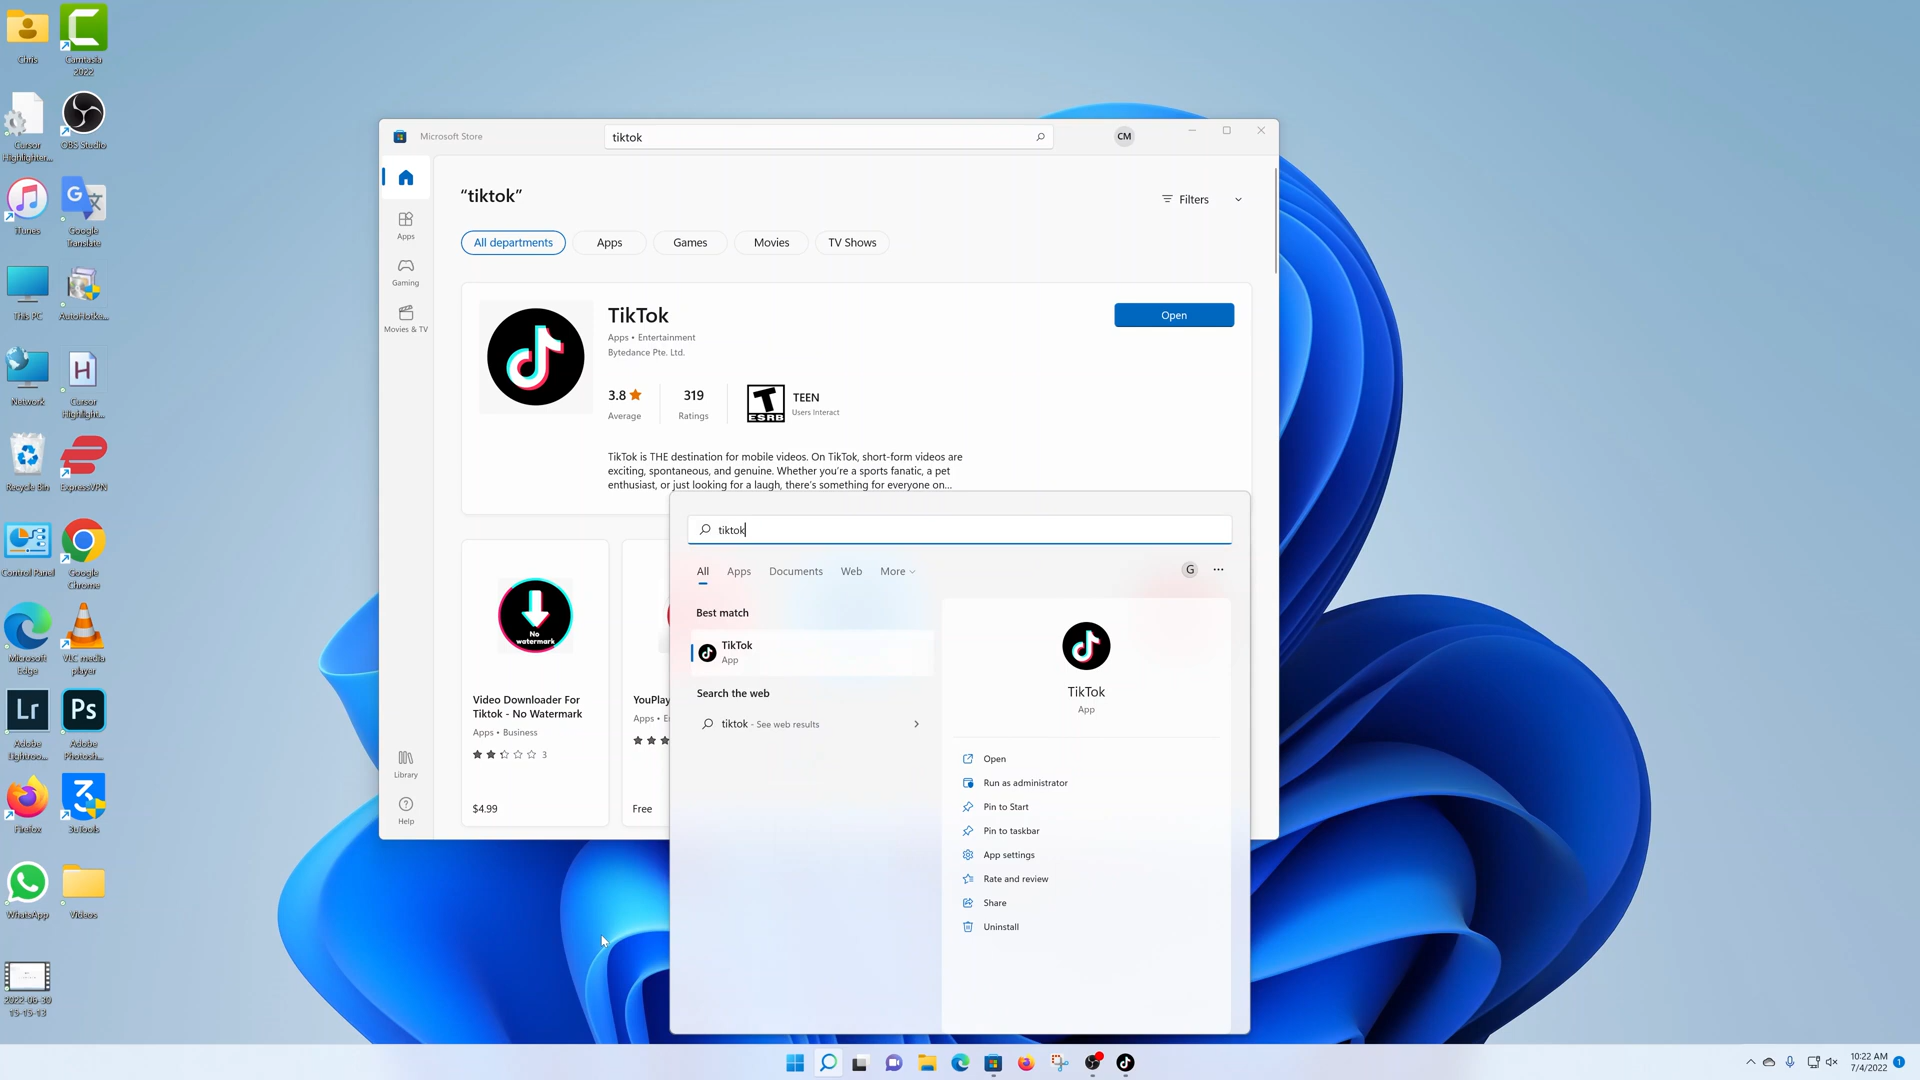 Chris
Camtasia
2022
Cursor
Highlighter...
OBS Studio
iTunes
Google
Translate
This PC
AutoHotke...
Network
Cursor
Highlight...
Recycle Bin
ExpressVPN
Control Panel
Google
Chrome
Microsoft
Edge
VLC media
player
Lr
Adobe
Lightroo...
Ps
Adobe
Photosh...
Firefox
3uTools
WhatsApp
Videos
2022-06-30
15-15-13
Microsoft Store
tiktok
CM
Apps
Gaming
Movies & TV
Library
Help
“tiktok”
Filters
All departments
Apps
Games
Movies
TV Shows
TikTok
Apps • Entertainment
Bytedance Pte. Ltd.
Open
3.8
Average
319
Ratings
T
ESRB
TEEN
Users Interact
TikTok is THE destination for mobile videos. On TikTok, short-form videos are
exciting, spontaneous, and genuine. Whether you’re a sports fanatic, a pet
enthusiast, or just looking for a laugh, there’s something for everyone on...
No
watermark
Video Downloader For
Tiktok - No Watermark
Apps • Business
3
$4.99
YouPlay
Apps • E
Free
tiktok
All
Apps
Documents
Web
More
G
Best match
TikTok
App
Search the web
tiktok - See web results
TikTok
App
Open
Run as administrator
Pin to Start
Pin to taskbar
App settings
Rate and review
Share
Uninstall
10:22 AM
7/4/2022
1